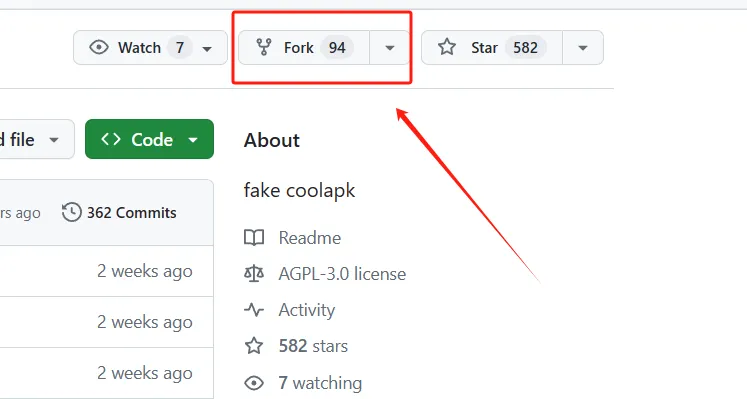 Watch 7 Fork 94 Star 582
file Code About
fake coolapk
ago 362 Commits
Readme
2 weeks ago AGPL-3.0 license
Activity
2 weeks ago
582 stars
2 weeks ago 7 watching